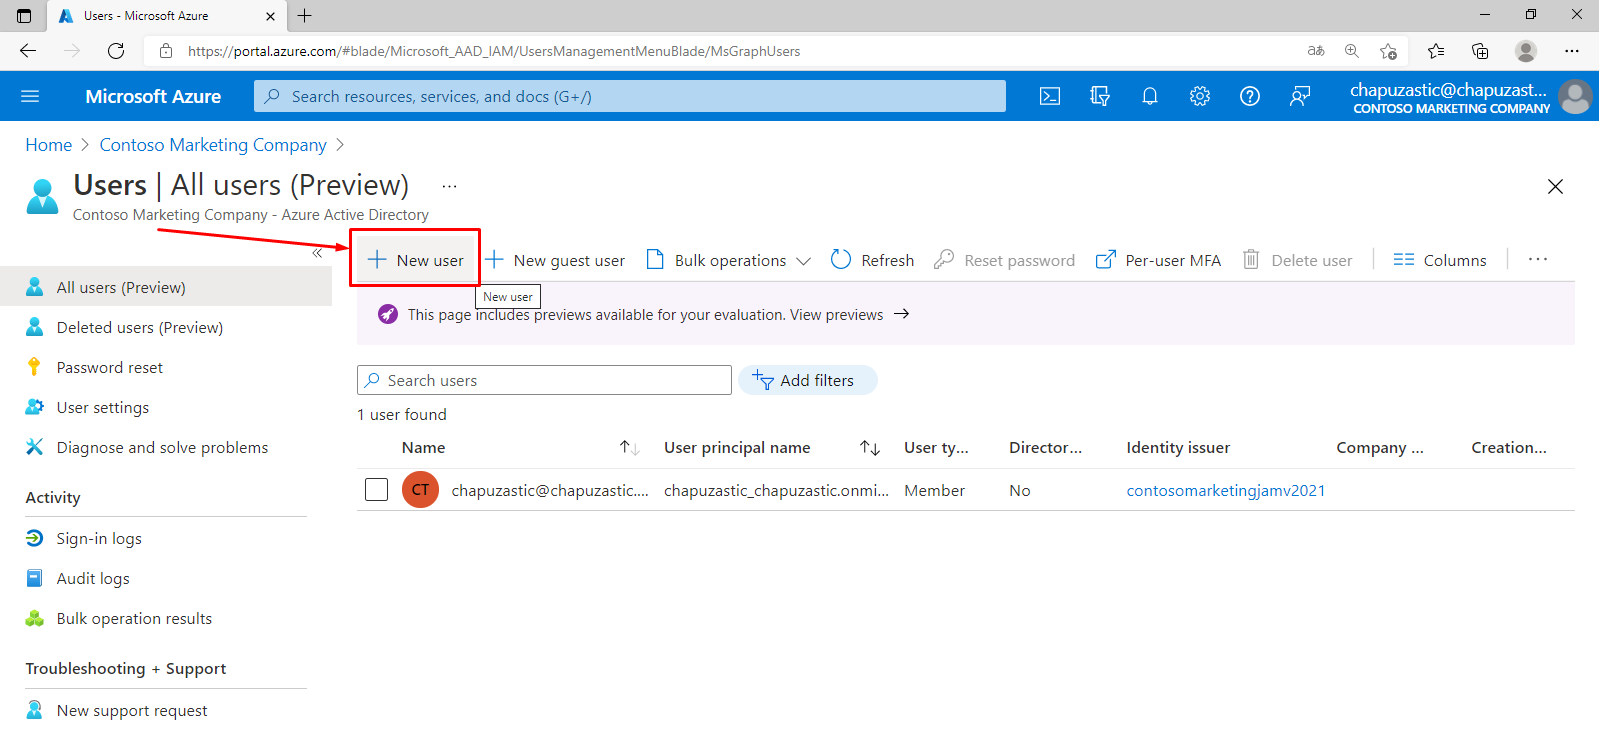 Users - Microsoft Azure
https://portal.azure.com/#blade/Microsoft_AAD_IAM/UsersManagementMenuBlade/MsGraphUsers
aあ
Microsoft Azure
Search resources, services, and docs (G+/)
chapuzastic@chapuzast...
CONTOSO MARKETING COMPANY
Home > Contoso Marketing Company >
Users | All users (Preview) ...
Contoso Marketing Company - Azure Active Directory
«
+ New user + New guest user Bulk operations Refresh Reset password Per-user MFA Delete user Columns ...
New user
This page includes previews available for your evaluation. View previews →
All users (Preview)
Deleted users (Preview)
Password reset
User settings
Diagnose and solve problems
Activity
Sign-in logs
Audit logs
Bulk operation results
Troubleshooting + Support
New support request
Search users
Add filters
1 user found
Name ↑↓ User principal name ↑↓ User ty... Director... Identity issuer Company ... Creation...
CT chapuzastic@chapuzastic.... chapuzastic_chapuzastic.onmi... Member No contosomarketingjamv2021